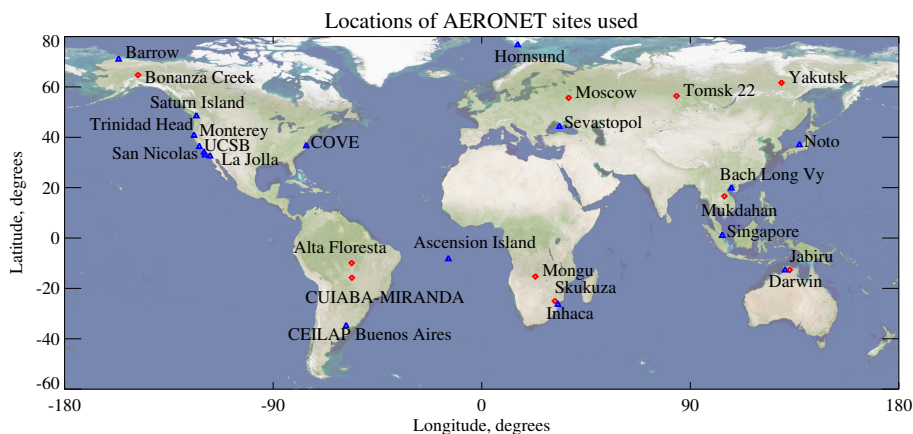 Locations of AERONET sites used
80
Barrow
Hornsund
Bonanza Creek
Yakutsk
60
Moscow
Tomsk 22
Saturn Island
Trinidad Head
Sevastopol
40
Monterey
COVE
Noto
UCSB
San Nicolas
La Jolla
Bach Long Vy
20
Mukdahan
Singapore
0
Alta Floresta
Ascension Island
Jabiru
Mongu
Darwin
-20
Skukuza
CUIABA-MIRANDA
Inhaca
CEILAP Buenos Aires
-40
-60
Latitude, degrees
-180
-90
0
90
180
Longitude, degrees